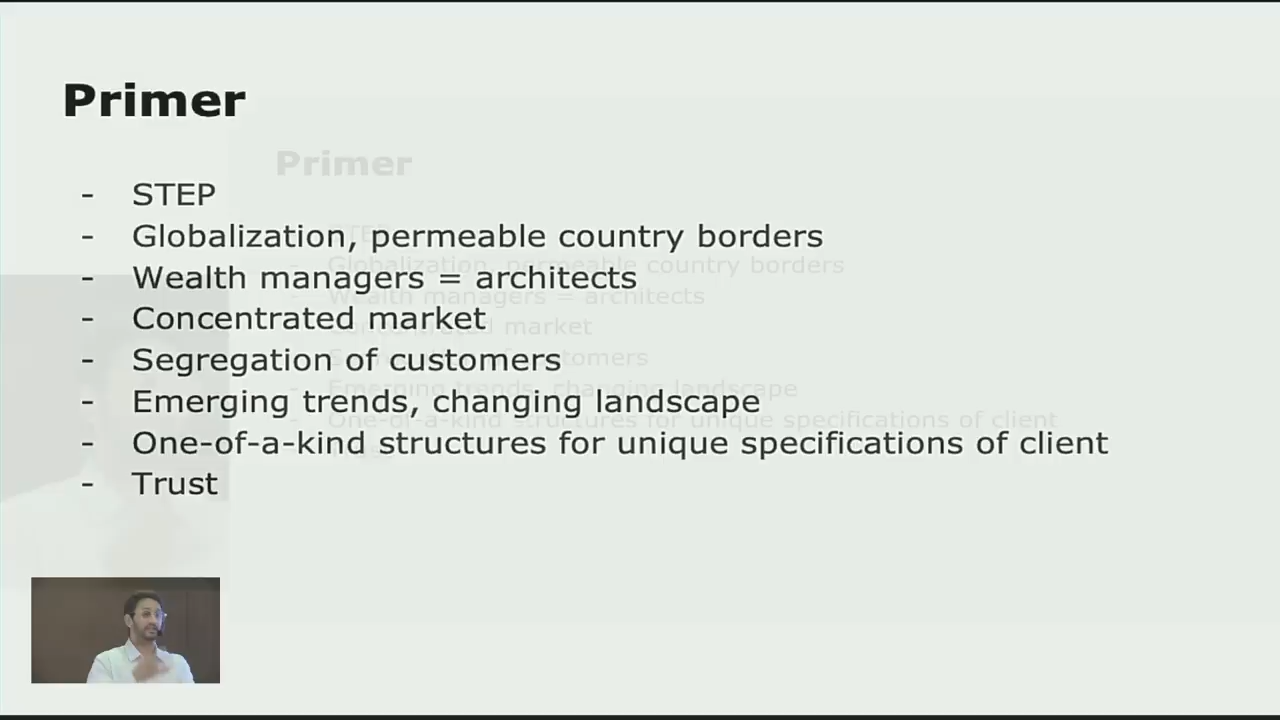 Primer
- STEP
- Globalization, permeable country borders
- Wealth managers = architects
- Concentrated market
- Segregation of customers
- Emerging trends, changing landscape
- One-of-a-kind structures for unique specifications of client
- Trust